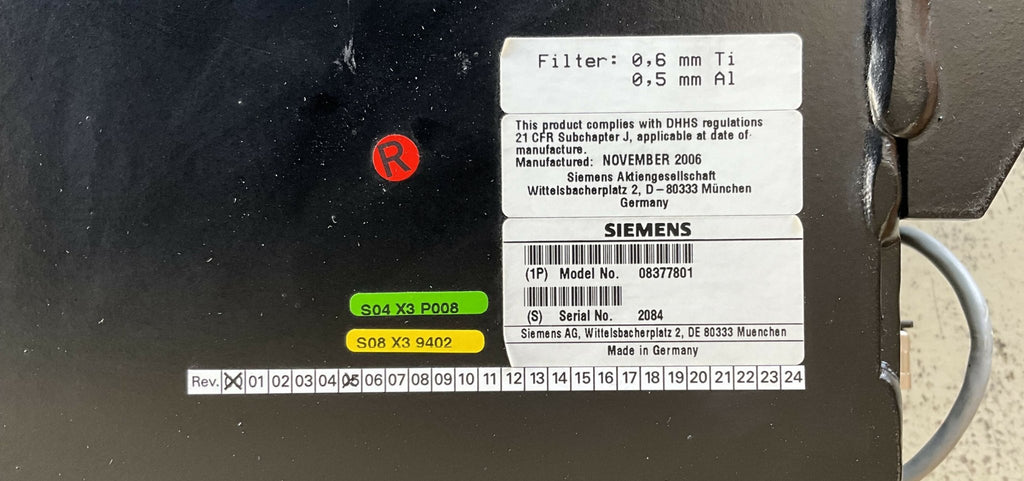 Filter: 0,6 mm Ti
0,5 mm Al
This product complies with DHHS regulations
21 CFR Subchapter J, applicable at date of
manufacture.
Manufactured: NOVEMBER 2006
Siemens Aktiengesellschaft
Wittelsbacherplatz 2, D-80333 München
Germany
R
SIEMENS
(1P) Model No. 08377801
(S) Serial No. 2084
Siemens AG, Wittelsbacherplatz 2, DE 80333 Muenchen
Made in Germany
S04 X3 P008
S08 X3 9402
Rev. 01 02 03 04 05 06 07 08 09 10 11 12 13 14 15 16 17 18 19 20 21 22 23 24